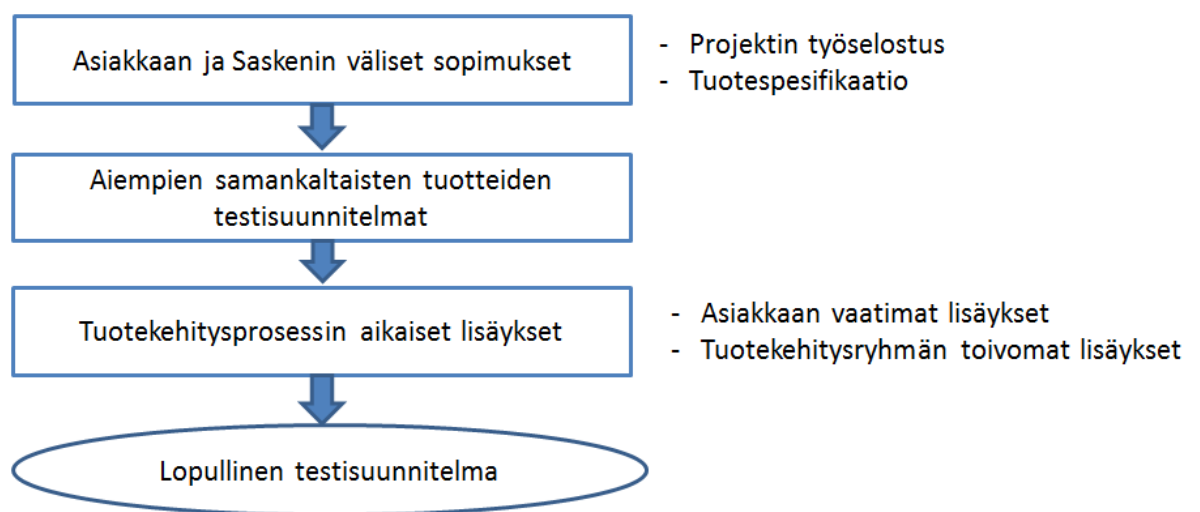 Asiakkaan ja Saskenin väliset sopimukset
- Projektin työselostus
- Tuotespesifikaatio
Aiempien samankaltaisten tuotteiden
testisuunnitelmat
Tuotekehitysprosessin aikaiset lisäykset
- Asiakkaan vaatimat lisäykset
- Tuotekehitysryhmän toivomat lisäykset
Lopullinen testisuunnitelma